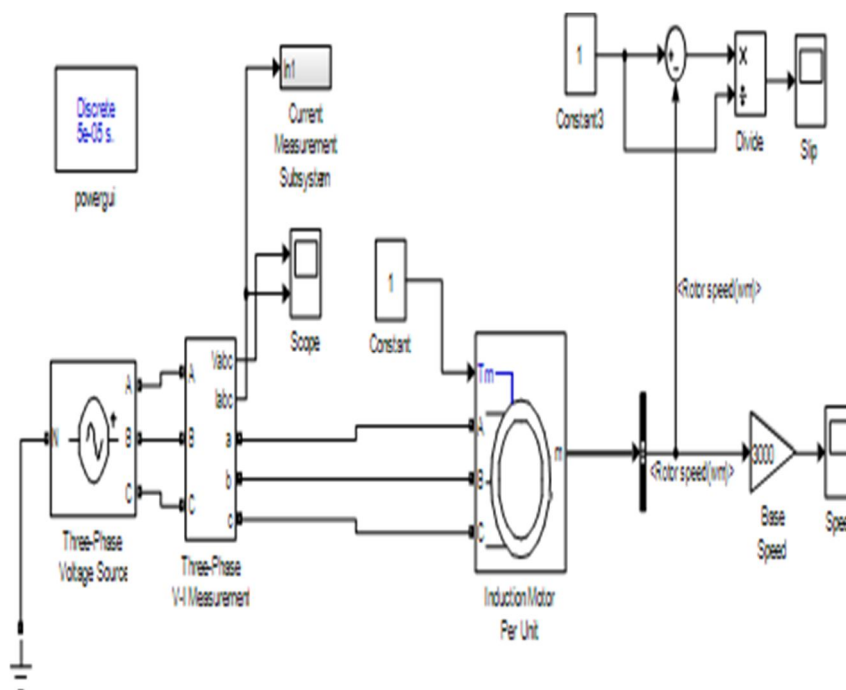 Discrete
5e-05 s.
powergui
In1
Current
Measurement
Subsystem
1
Constant3
+
-
×
÷
Divide
Slip
Scope
1
Constant
<Rotor speed(wm)>
N
+
A
B
C
Three-Phase
Voltage Source
A
B
C
Vabc
Iabc
a
b
c
Three-Phase
V-I Measurement
Tm
A
B
C
m
Induction Motor
Per Unit
<Rotor speed(wm)>
3000
Base
Speed